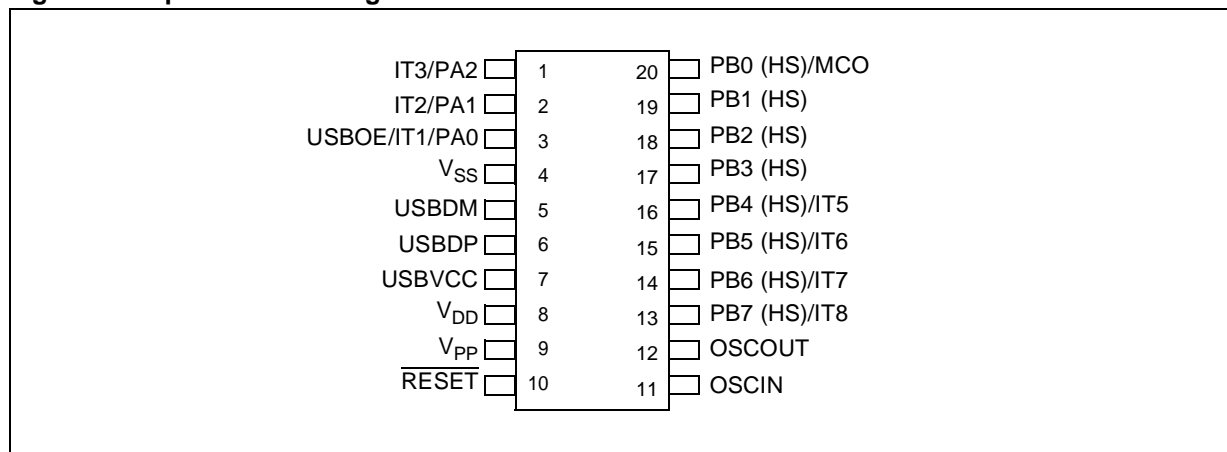 IT3/PA2 1 20 PB0 (HS)/MCO
IT2/PA1 2 19 PB1 (HS)
USBOE/IT1/PA0 3 18 PB2 (HS)
VSS 4 17 PB3 (HS)
USBDM 5 16 PB4 (HS)/IT5
USBDP 6 15 PB5 (HS)/IT6
USBVCC 7 14 PB6 (HS)/IT7
VDD 8 13 PB7 (HS)/IT8
VPP 9 12 OSCOUT
RESET 10 11 OSCIN